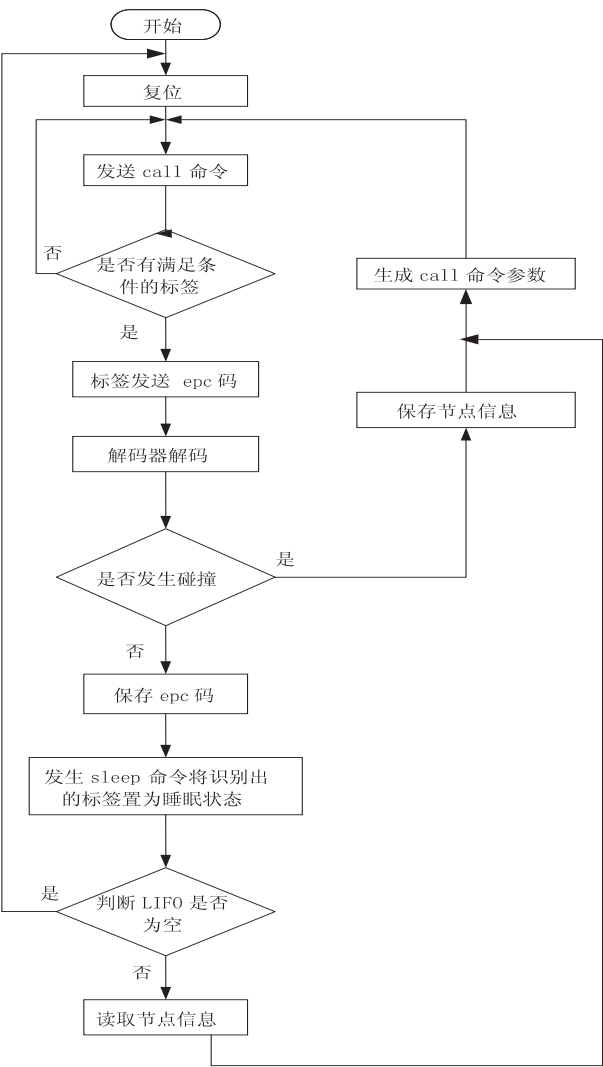 开始
复位
发送 call 命令
否
是否有满足条
件的标签
生成 call 命令参数
是
标签发送 epc 码
保存节点信息
解码器解码
是
是否发生碰撞
否
保存 epc 码
发生 sleep 命令将识别出
的标签置为睡眠状态
是
判断 LIFO 是否
为空
否
读取节点信息